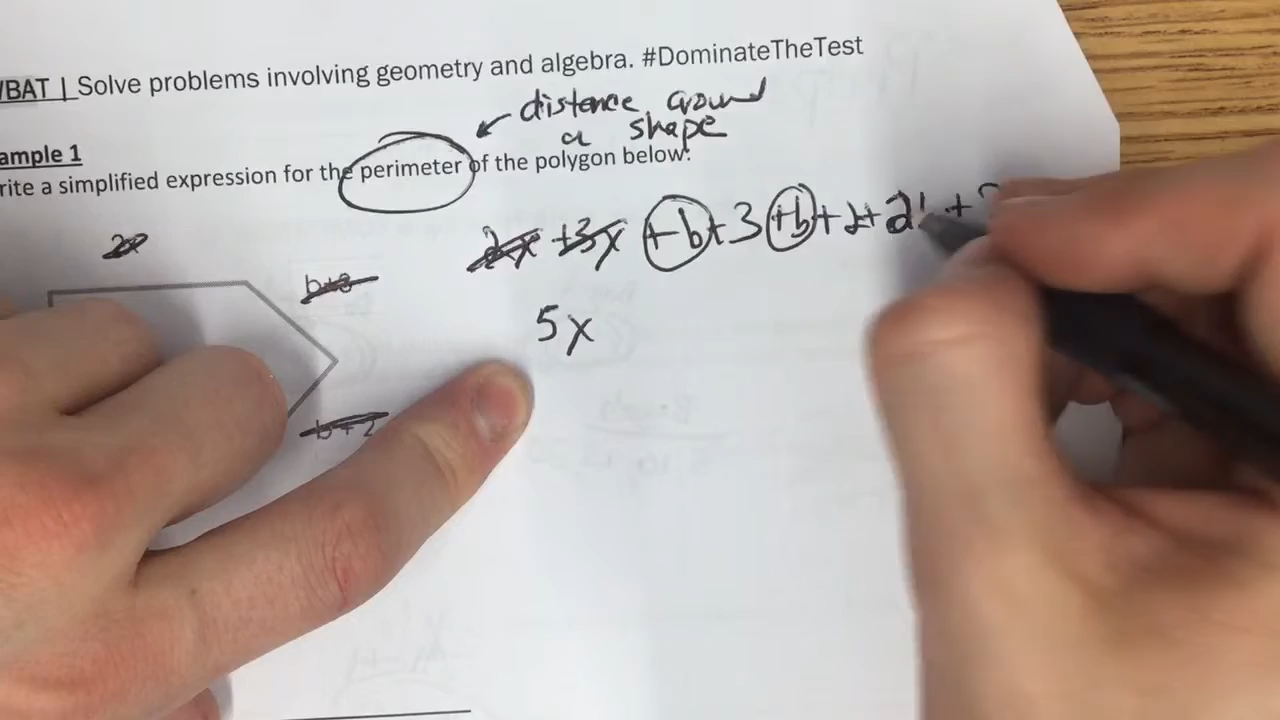 WBAT | Solve problems involving geometry and algebra. #DominateTheTest
distance around
a shape
ample 1
rite a simplified expression for the perimeter of the polygon below.
2x + 3x + b + 3 + b + 2 +
2x
b+3
5x
b+2